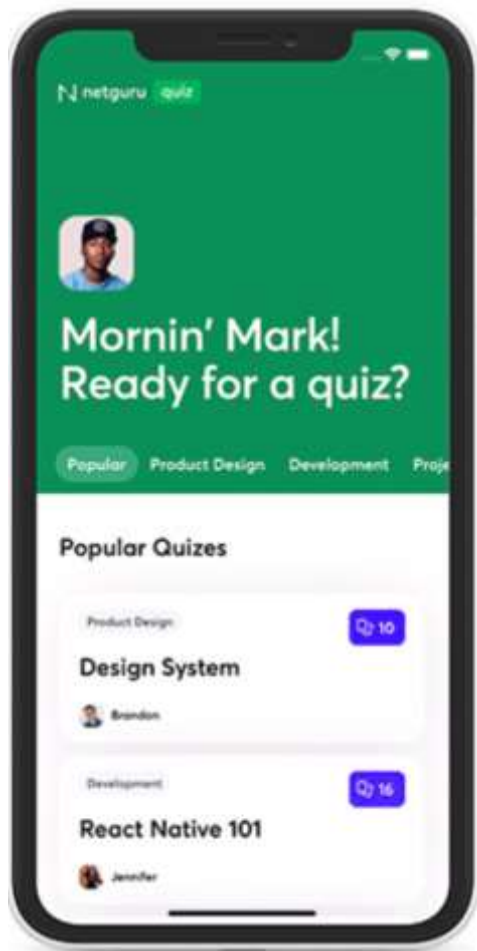 netguru quiz
Mornin' Mark!
Ready for a quiz?
Popular Product Design Development Proje
Popular Quizes
Product Design
10
Design System
Brandon
Development
16
React Native 101
Jennifer